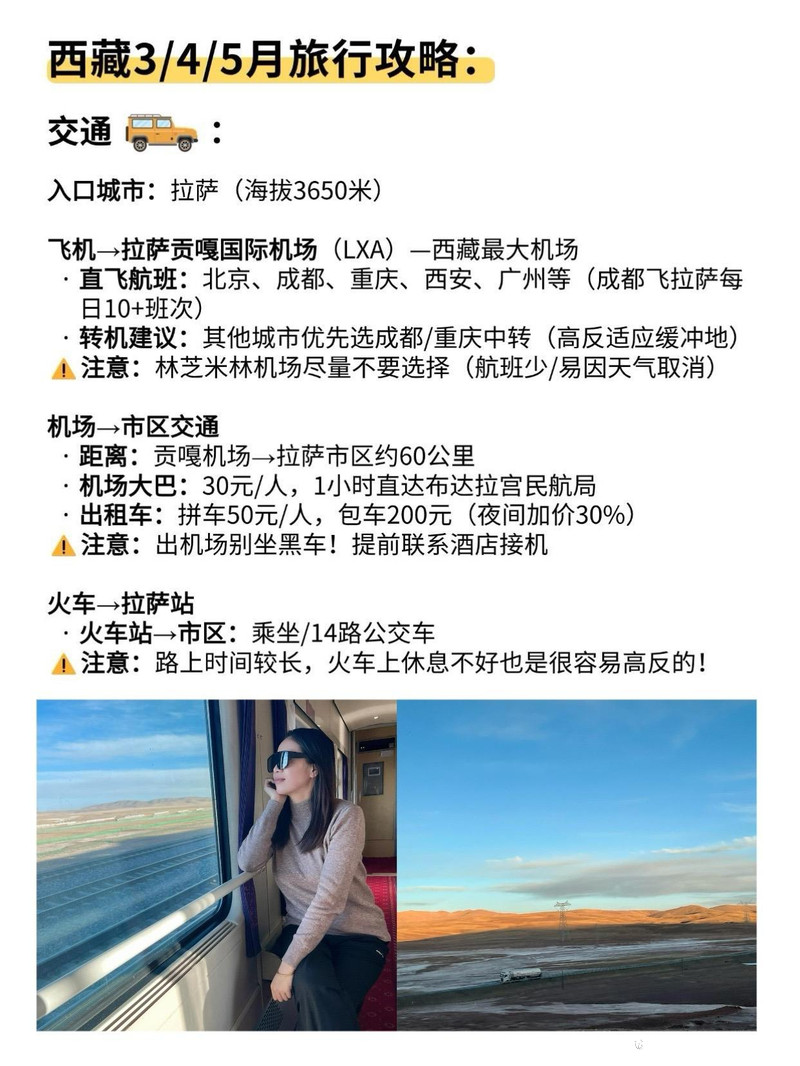 西藏3/4/5月旅行攻略：
交通 ：
入口城市：拉萨（海拔3650米）
飞机→拉萨贡嘎国际机场（LXA）—西藏最大机场
· 直飞航班：北京、成都、重庆、西安、广州等（成都飞拉萨每
日10+班次）
· 转机建议：其他城市优先选成都/重庆中转（高反适应缓冲地）
⚠️注意：林芝米林机场尽量不要选择（航班少/易因天气取消）
机场→市区交通
· 距离：贡嘎机场→拉萨市区约60公里
· 机场大巴：30元/人，1小时直达布达拉宫民航局
· 出租车：拼车50元/人，包车200元（夜间加价30%）
⚠️注意：出机场别坐黑车！提前联系酒店接机
火车→拉萨站
· 火车站→市区：乘坐/14路公交车
⚠️注意：路上时间较长，火车上休息不好也是很容易高反的！